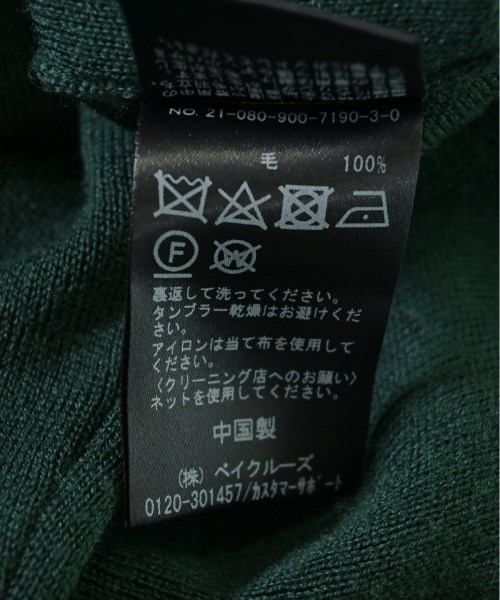 NO. 21-080-900-7190-3-0
毛 100%
F W
裏返して洗ってください。
タンブラー乾燥はお避けくだ
さい。
アイロンは当て布を使用して
ください。
〈クリーニング店へのお願い〉
ネットを使用してください。
中国製
(株) ベイクルーズ
0120-301457/カスタマーサポート